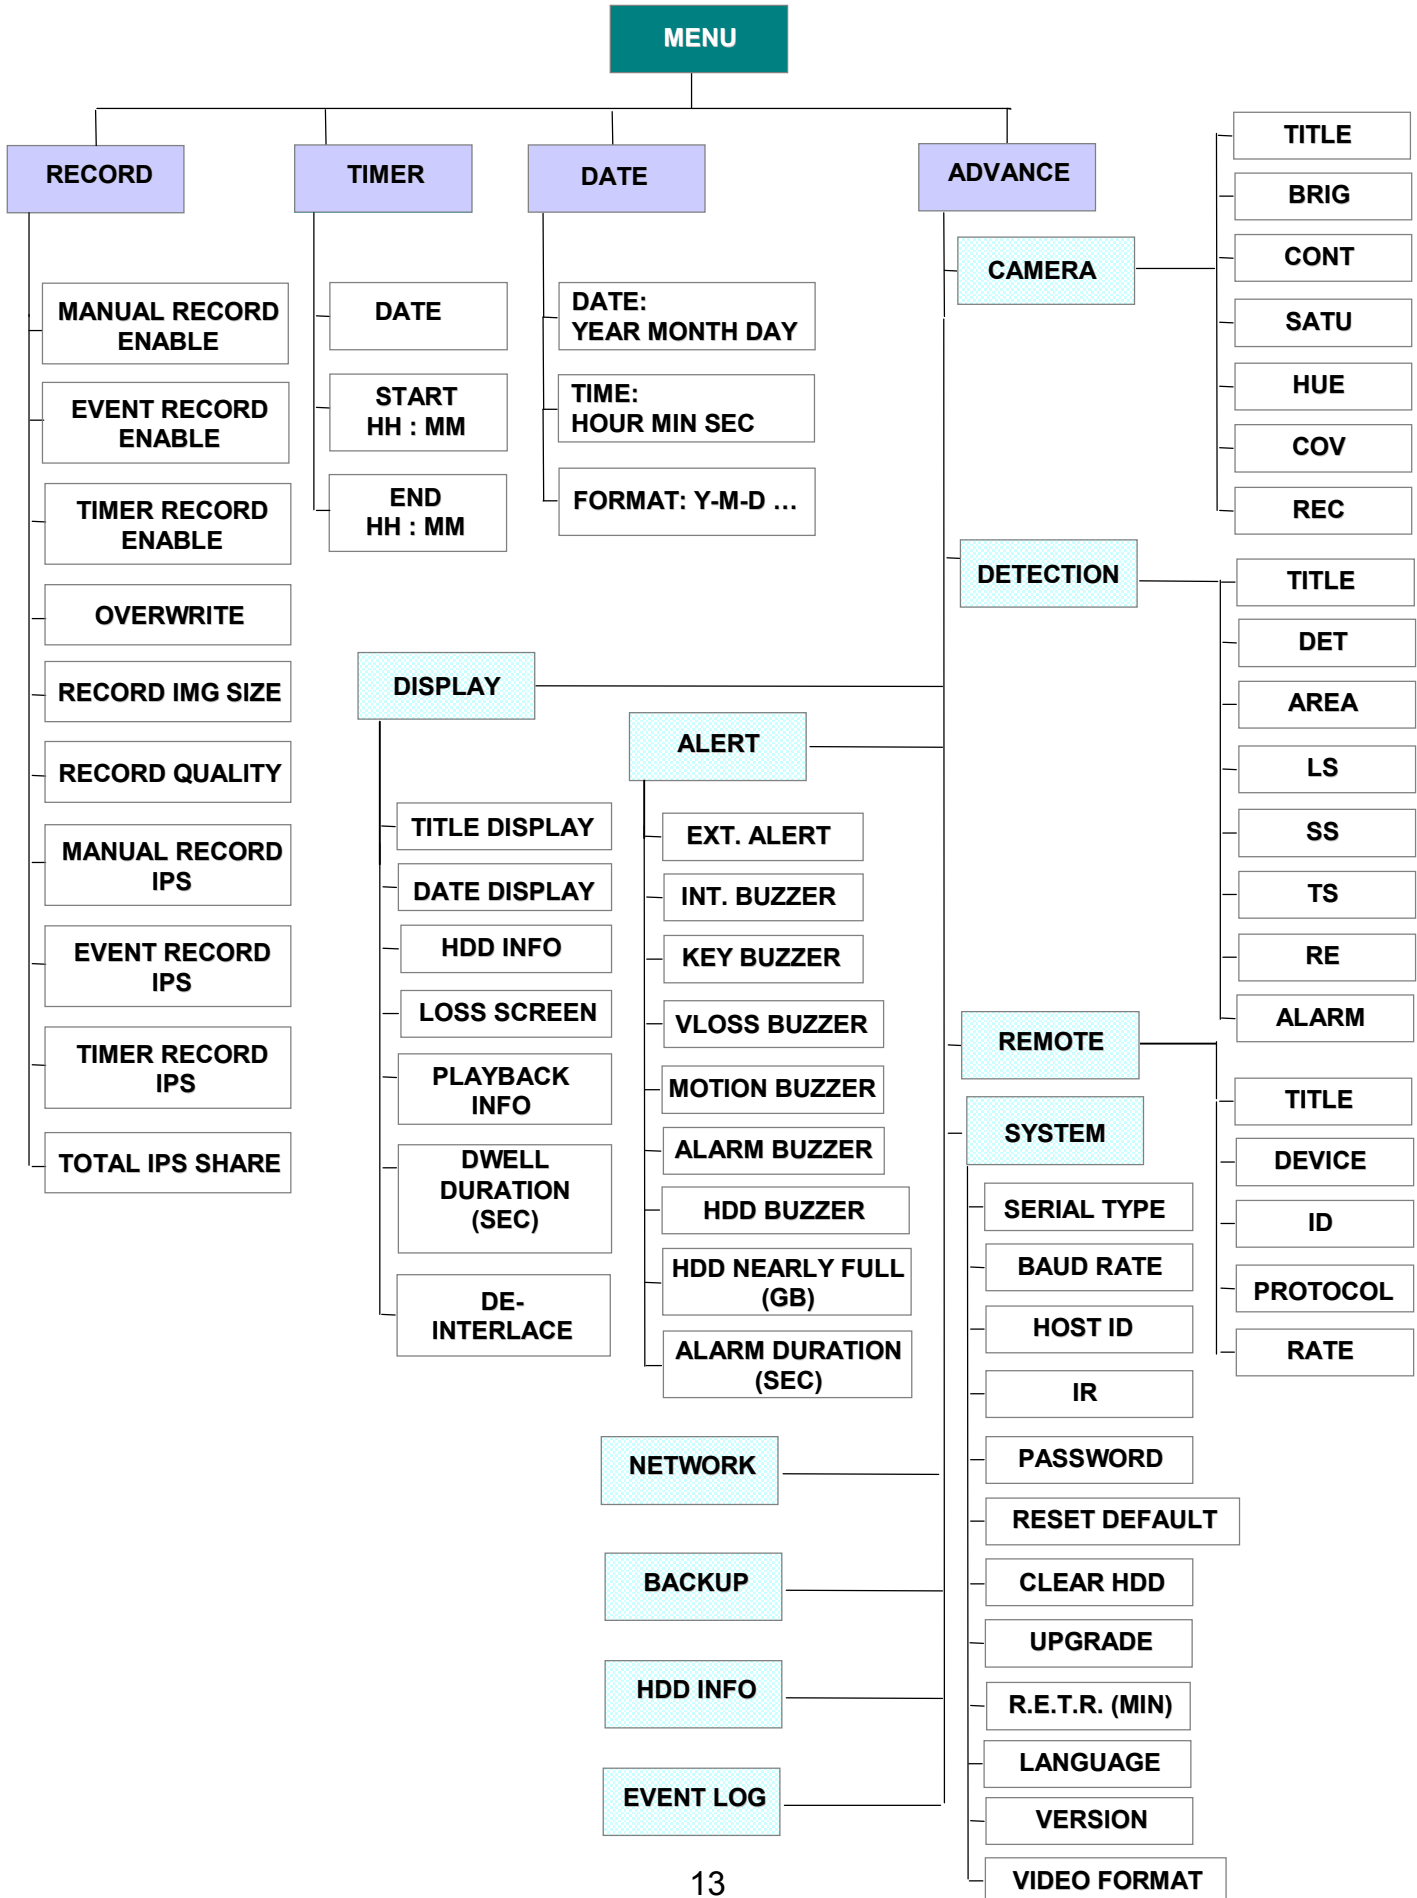 MENU
RECORD
MANUAL RECORD
ENABLE
EVENT RECORD
ENABLE
TIMER RECORD
ENABLE
OVERWRITE
RECORD IMG SIZE
RECORD QUALITY
MANUAL RECORD
IPS
EVENT RECORD
IPS
TIMER RECORD
IPS
TOTAL IPS SHARE
TIMER
DATE
START
HH : MM
END
HH : MM
DATE
DATE:
YEAR MONTH DAY
TIME:
HOUR MIN SEC
FORMAT: Y-M-D ...
ADVANCE
CAMERA
TITLE
BRIG
CONT
SATU
HUE
COV
REC
DETECTION
TITLE
DET
AREA
LS
SS
TS
RE
ALARM
DISPLAY
TITLE DISPLAY
DATE DISPLAY
HDD INFO
LOSS SCREEN
PLAYBACK
INFO
DWELL
DURATION
(SEC)
DE-
INTERLACE
ALERT
EXT. ALERT
INT. BUZZER
KEY BUZZER
VLOSS BUZZER
MOTION BUZZER
ALARM BUZZER
HDD BUZZER
HDD NEARLY FULL
(GB)
ALARM DURATION
(SEC)
REMOTE
TITLE
DEVICE
ID
PROTOCOL
RATE
SYSTEM
SERIAL TYPE
BAUD RATE
HOST ID
IR
PASSWORD
RESET DEFAULT
CLEAR HDD
UPGRADE
R.E.T.R. (MIN)
LANGUAGE
VERSION
VIDEO FORMAT
NETWORK
BACKUP
HDD INFO
EVENT LOG
13